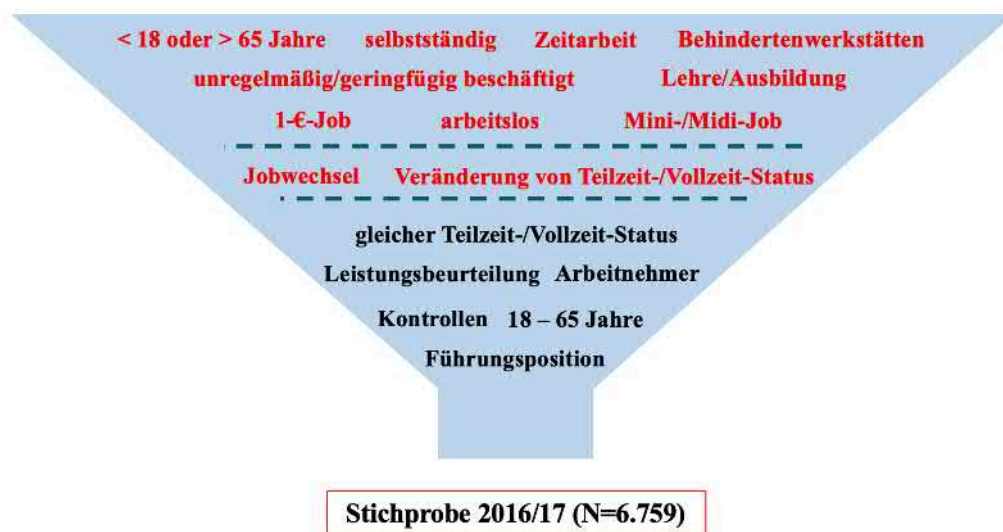 < 18 oder > 65 Jahre selbstständig Zeitarbeit Behindertenwerkstätten
unregelmäßig/geringfügig beschäftigt Lehre/Ausbildung
1-€-Job arbeitslos Mini-/Midi-Job
Jobwechsel Veränderung von Teilzeit-/Vollzeit-Status
gleicher Teilzeit-/Vollzeit-Status
Leistungsbeurteilung Arbeitnehmer
Kontrollen 18 – 65 Jahre
Führungsposition
Stichprobe 2016/17 (N=6.759)